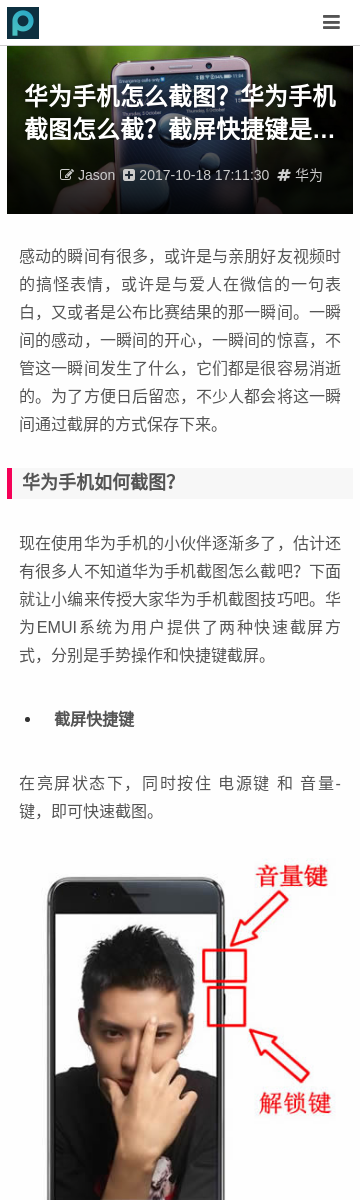 华为手机怎么截图？华为手机
截图怎么截？截屏快捷键是...
Jason 2017-10-18 17:11:30 # 华为
感动的瞬间有很多，或许是与亲朋好友视频时
的搞怪表情，或许是与爱人在微信的一句表
白，又或者是公布比赛结果的那一瞬间。一瞬
间的感动，一瞬间的开心，一瞬间的惊喜，不
管这一瞬间发生了什么，它们都是很容易消逝
的。为了方便日后留恋，不少人都会将这一瞬
间通过截屏的方式保存下来。
华为手机如何截图？
现在使用华为手机的小伙伴逐渐多了，估计还
有很多人不知道华为手机截图怎么截吧？下面
就让小编来传授大家华为手机截图技巧吧。华
为EMUI系统为用户提供了两种快速截屏方
式，分别是手势操作和快捷键截屏。
• 截屏快捷键
在亮屏状态下，同时按住 电源键 和 音量-
键，即可快速截图。
音量键
解锁键